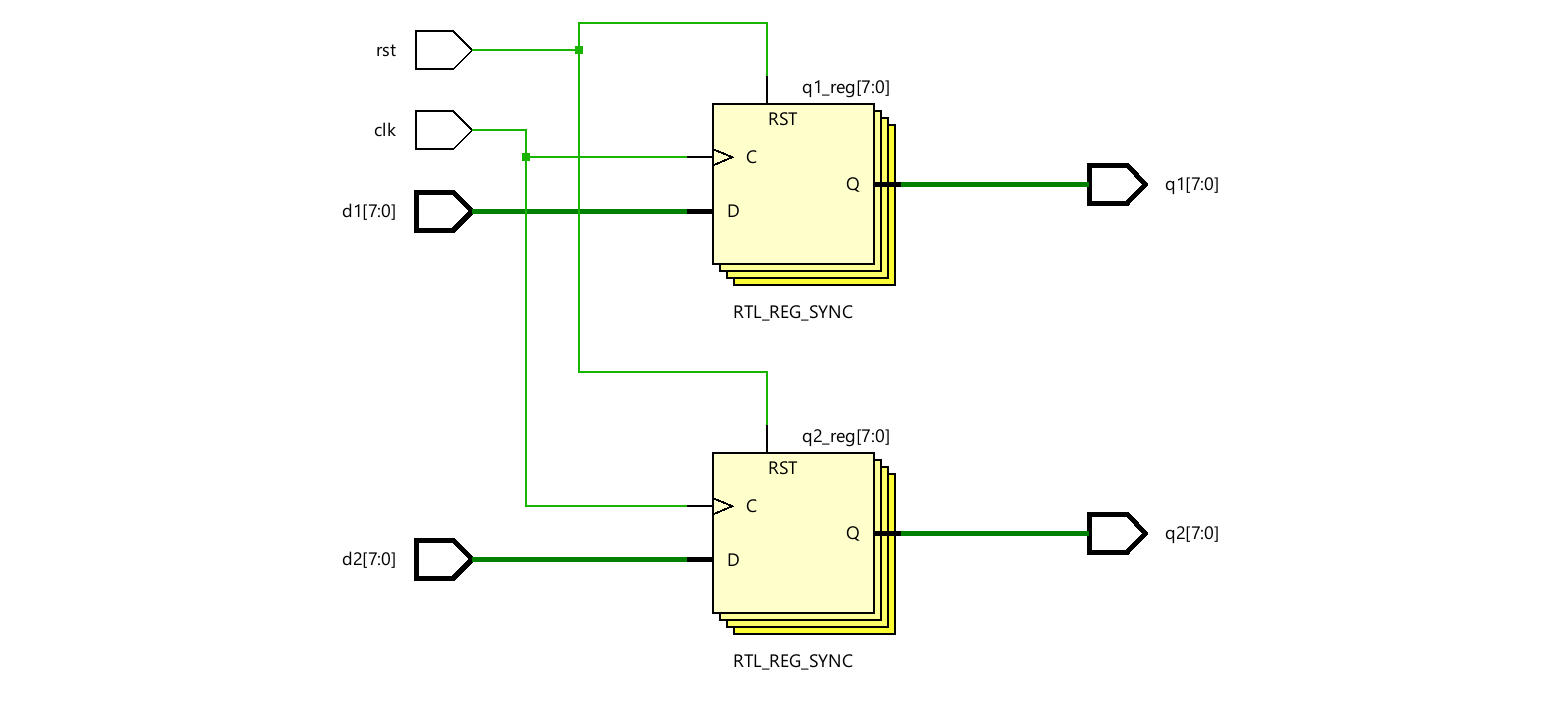 rst
q1_reg[7:0]
RST
clk
C
Q
q1[7:0]
d1[7:0]
D
RTL_REG_SYNC
q2_reg[7:0]
RST
C
Q
q2[7:0]
d2[7:0]
D
RTL_REG_SYNC